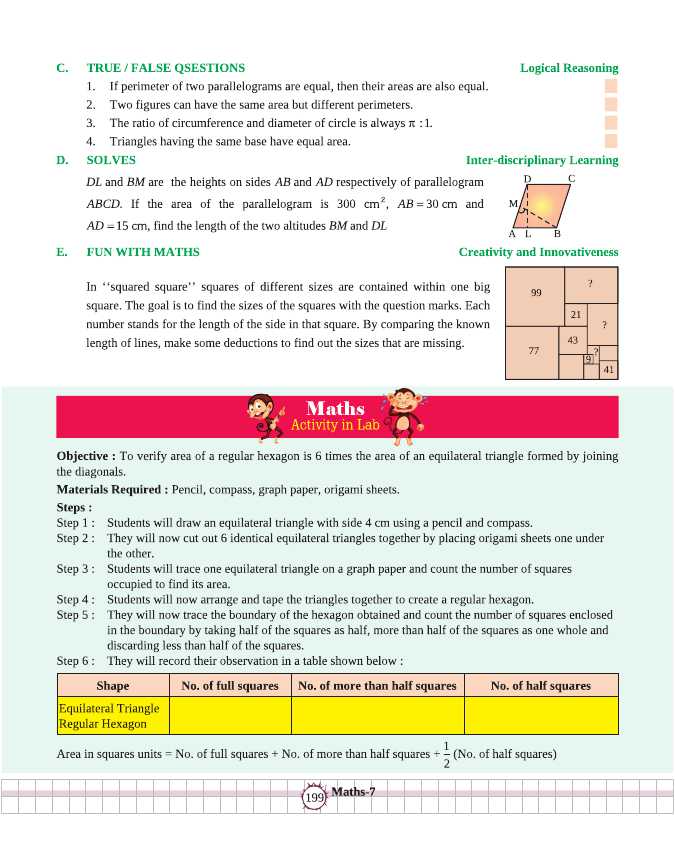 C. TRUE / FALSE QSESTIONS Logical Reasoning
1. If perimeter of two parallelograms are equal, then their areas are also equal.
2. Two figures can have the same area but different perimeters.
3. The ratio of circumference and diameter of circle is always π : 1.
4. Triangles having the same base have equal area.
D. SOLVES Inter-discriplinary Learning
DL and BM are the heights on sides AB and AD respectively of parallelogram
ABCD. If the area of the parallelogram is 300 cm², AB = 30 cm and
AD = 15 cm, find the length of the two altitudes BM and DL
D C
M
A L B
E. FUN WITH MATHS Creativity and Innovativeness
In ‘‘squared square’’ squares of different sizes are contained within one big
square. The goal is to find the sizes of the squares with the question marks. Each
number stands for the length of the side in that square. By comparing the known
length of lines, make some deductions to find out the sizes that are missing.
99 ?
21 ?
77 43
9 ?
41
Maths
Activity in Lab
Objective : To verify area of a regular hexagon is 6 times the area of an equilateral triangle formed by joining
the diagonals.
Materials Required : Pencil, compass, graph paper, origami sheets.
Steps :
Step 1 : Students will draw an equilateral triangle with side 4 cm using a pencil and compass.
Step 2 : They will now cut out 6 identical equilateral triangles together by placing origami sheets one under
the other.
Step 3 : Students will trace one equilateral triangle on a graph paper and count the number of squares
occupied to find its area.
Step 4 : Students will now arrange and tape the triangles together to create a regular hexagon.
Step 5 : They will now trace the boundary of the hexagon obtained and count the number of squares enclosed
in the boundary by taking half of the squares as half, more than half of the squares as one whole and
discarding less than half of the squares.
Step 6 : They will record their observation in a table shown below :
Shape No. of full squares No. of more than half squares No. of half squares
Equilateral Triangle
Regular Hexagon
Area in squares units = No. of full squares + No. of more than half squares + 1/2 (No. of half squares)
199 Maths-7